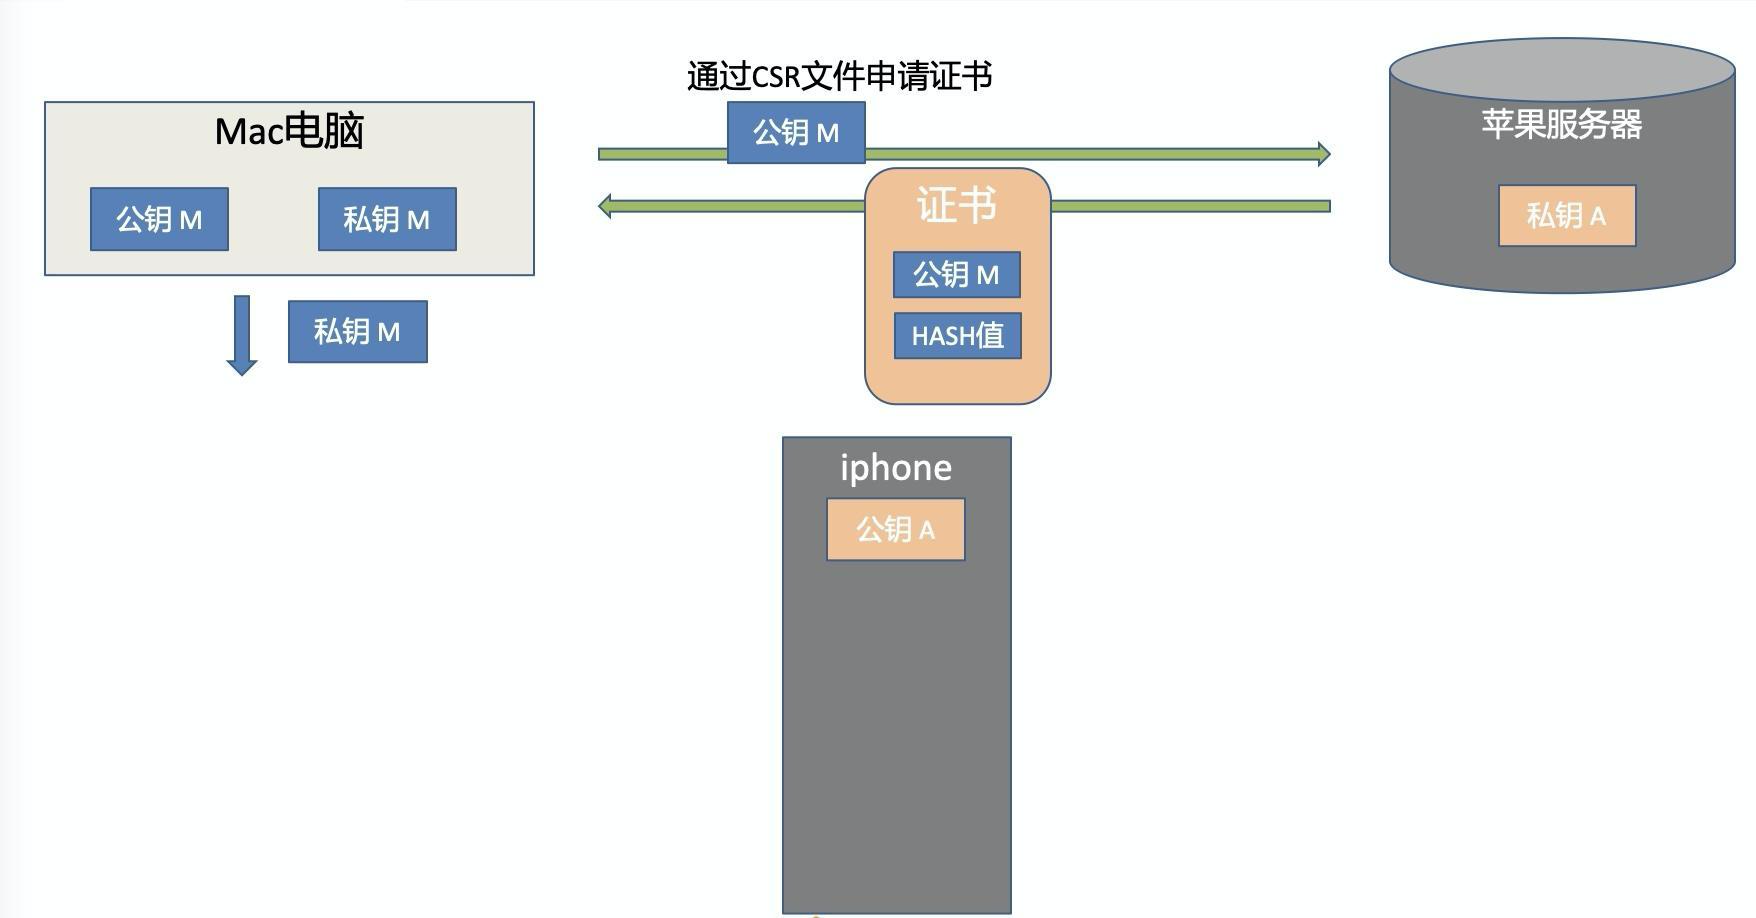 通过CSR文件申请证书
Mac电脑
公钥 M
私钥 M
公钥 M
苹果服务器
私钥 A
证书
公钥 M
HASH值
私钥 M
iphone
公钥 A